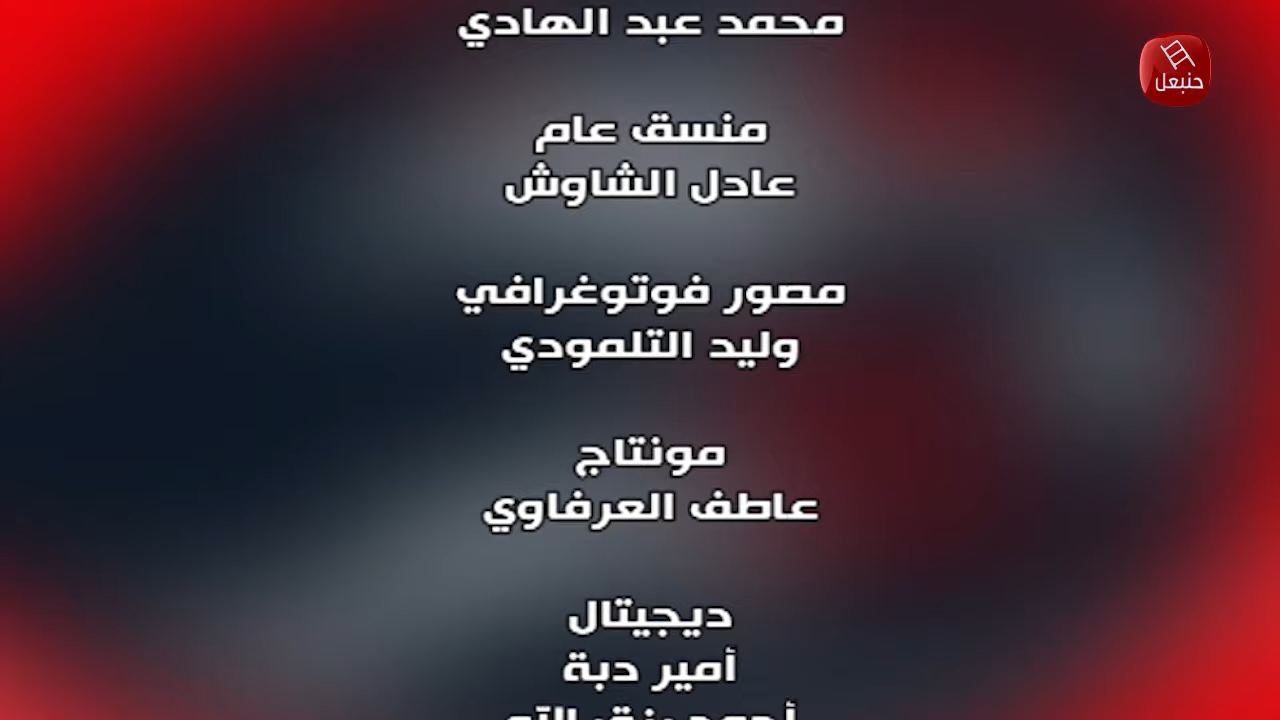 محمد عبد الهادي
حنبعل
منسق عام
عادل الشاوش
مصور فوتوغرافي
وليد التلمودي
مونتاج
عاطف العرفاوي
ديجيتال
أمير دبة